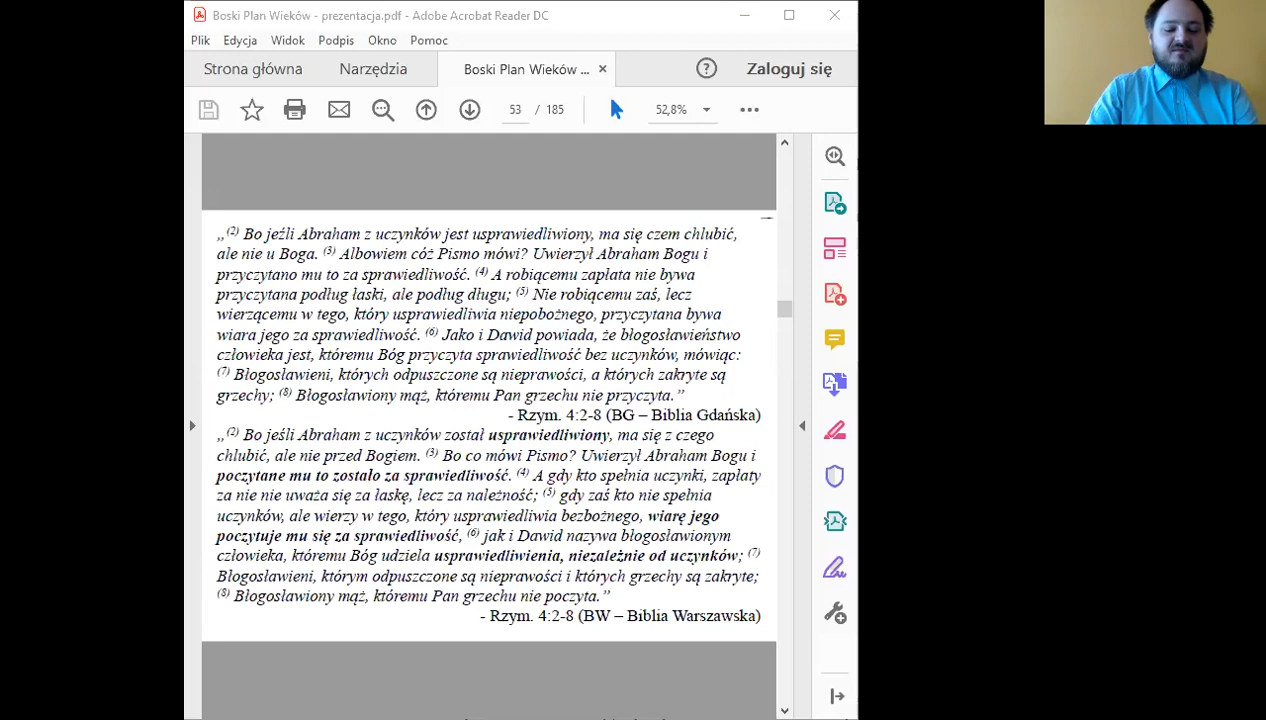 Boski Plan Wieków - prezentacja.pdf - Adobe Acrobat Reader DC
Plik Edycja Widok Podpis Okno Pomoc
Strona główna Narzędzia Boski Plan Wieków ... × ? Zaloguj się
53 / 185 52,8%
„⁽²⁾ Bo jeźli Abraham z uczynków jest usprawiedliwiony, ma się czem chlubić,
ale nie u Boga. ⁽³⁾ Albowiem cóż Pismo mówi? Uwierzył Abraham Bogu i
przyczytano mu to za sprawiedliwość. ⁽⁴⁾ A robiącemu zapłata nie bywa
przyczytana podług łaski, ale podług długu; ⁽⁵⁾ Nie robiącemu zaś, lecz
wierzącemu w tego, który usprawiedliwia niepobożnego, przyczytana bywa
wiara jego za sprawiedliwość. ⁽⁶⁾ Jako i Dawid powiada, że błogosławieństwo
człowieka jest, któremu Bóg przyczyta sprawiedliwość bez uczynków, mówiąc:
⁽⁷⁾ Błogosławieni, których odpuszczone są nieprawości, a których zakryte są
grzechy; ⁽⁸⁾ Błogosławiony mąż, któremu Pan grzechu nie przyczyta.”
- Rzym. 4:2-8 (BG – Biblia Gdańska)
„⁽²⁾ Bo jeśli Abraham z uczynków został usprawiedliwiony, ma się z czego
chlubić, ale nie przed Bogiem. ⁽³⁾ Bo co mówi Pismo? Uwierzył Abraham Bogu i
poczytane mu to zostało za sprawiedliwość. ⁽⁴⁾ A gdy kto spełnia uczynki, zapłaty
za nie nie uważa się za łaskę, lecz za należność; ⁽⁵⁾ gdy zaś kto nie spełnia
uczynków, ale wierzy w tego, który usprawiedliwia bezbożnego, wiarę jego
poczytuje mu się za sprawiedliwość, ⁽⁶⁾ jak i Dawid nazywa błogosławionym
człowieka, któremu Bóg udziela usprawiedliwienia, niezależnie od uczynków; ⁽⁷⁾
Błogosławieni, którym odpuszczone są nieprawości i których grzechy są zakryte;
⁽⁸⁾ Błogosławiony mąż, któremu Pan grzechu nie poczyta.”
- Rzym. 4:2-8 (BW – Biblia Warszawska)